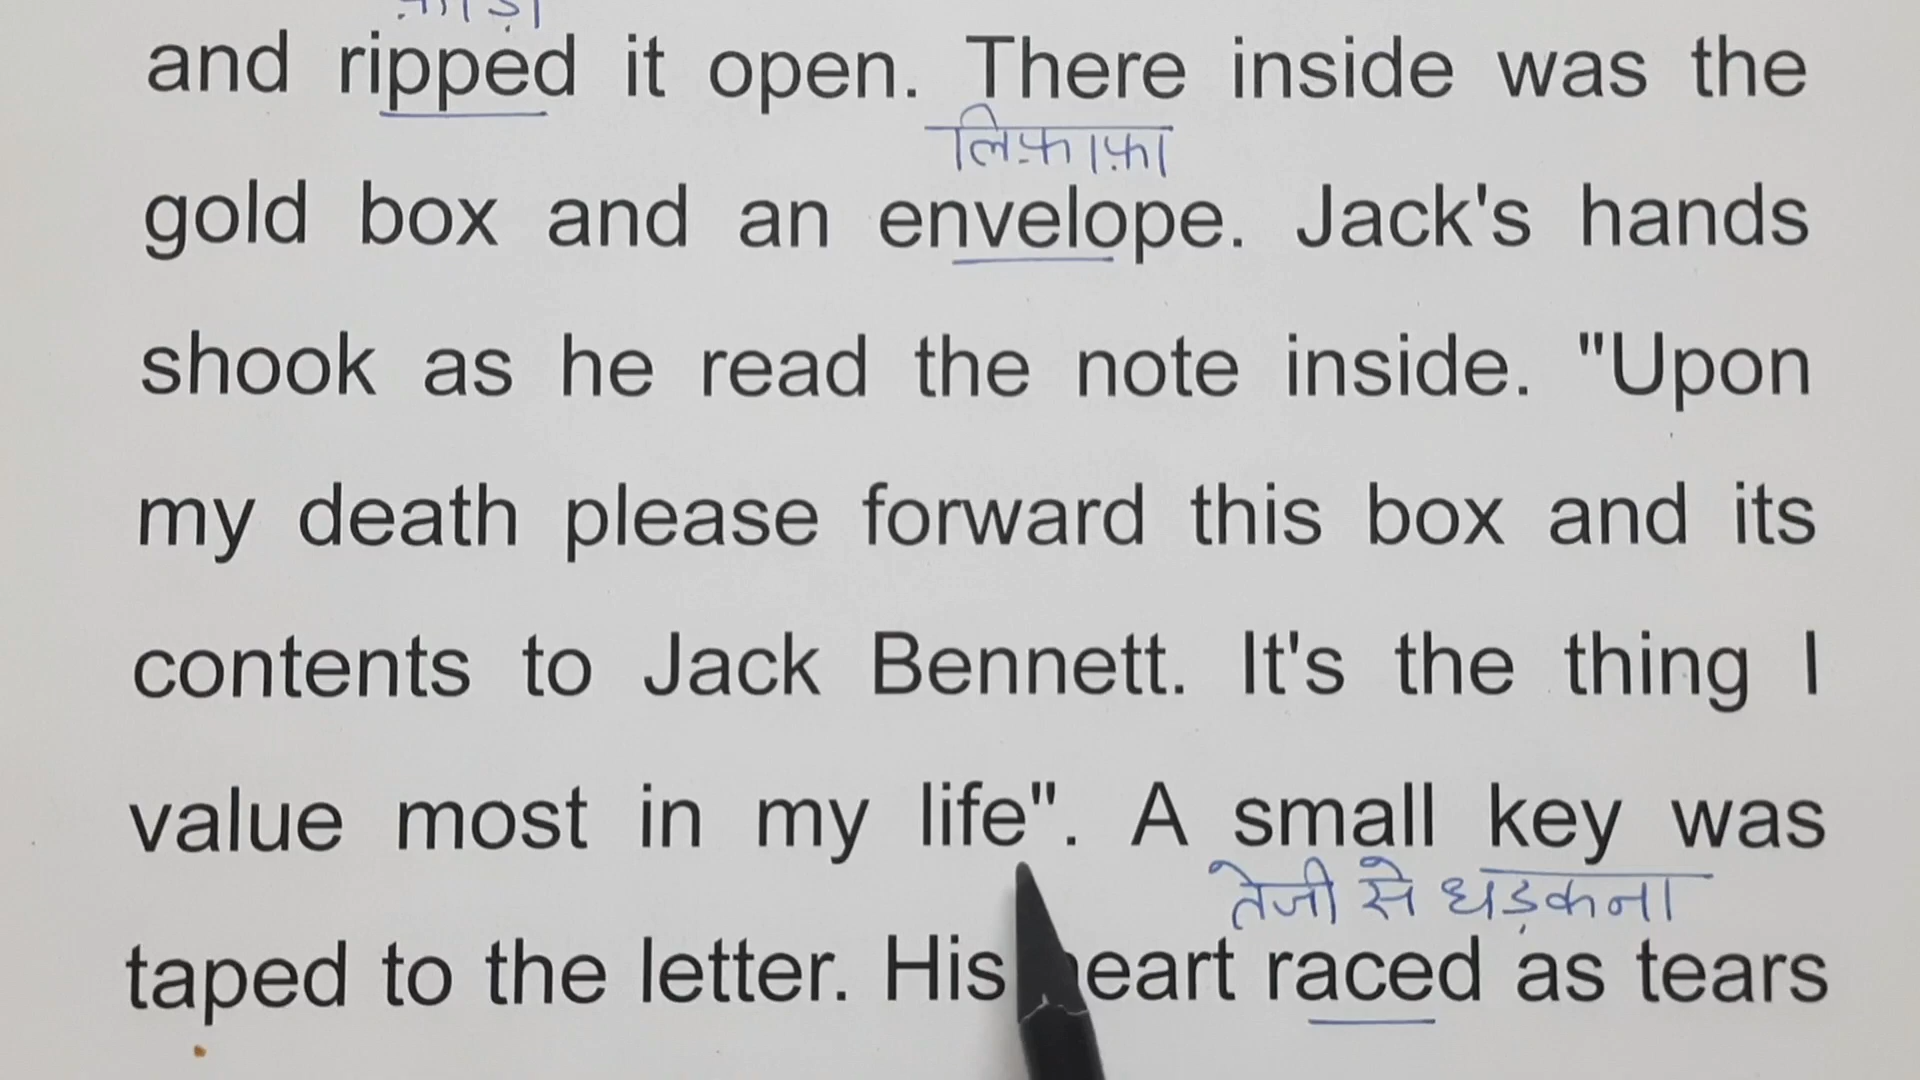 and ripped it open. There inside was the
लिफ़ाफ़ा
gold box and an envelope. Jack's hands
shook as he read the note inside. "Upon
my death please forward this box and its
contents to Jack Bennett. It's the thing I
value most in my life". A small key was
तेजी से धड़कना
taped to the letter. His heart raced as tears